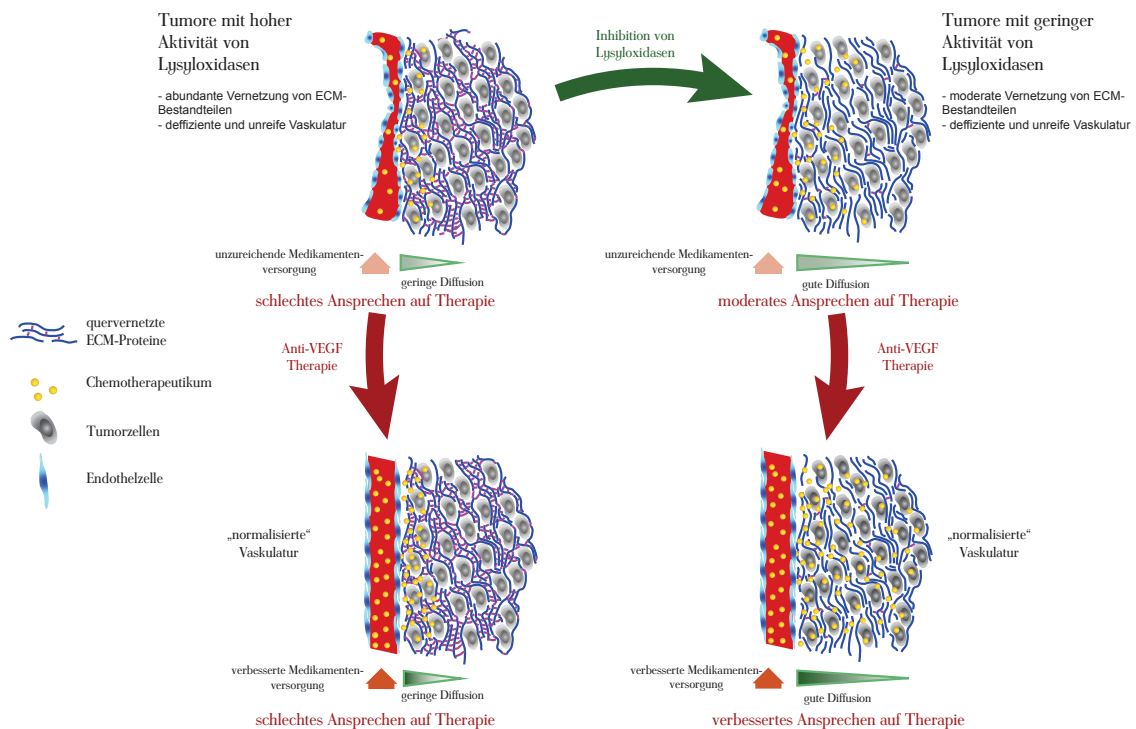 Tumore mit hoher
Aktivität von
Lysyloxidasen
- abundante Vernetzung von ECM-
Bestandteilen
- deffiziente und unreife Vaskulatur
Inhibition von
Lysyloxidasen
Tumore mit geringer
Aktivität von
Lysyloxidasen
- moderate Vernetzung von ECM-
Bestandteilen
- deffiziente und unreife Vaskulatur
unzureichende Medikamenten-
versorgung
geringe Diffusion
schlechtes Ansprechen auf Therapie
unzureichende Medikamenten-
versorgung
gute Diffusion
moderates Ansprechen auf Therapie
quervernetzte
ECM-Proteine
Chemotherapeutikum
Tumorzellen
Endothelzelle
Anti-VEGF
Therapie
Anti-VEGF
Therapie
„normalisierte“
Vaskulatur
„normalisierte“
Vaskulatur
verbesserte Medikamenten-
versorgung
geringe Diffusion
schlechtes Ansprechen auf Therapie
verbesserte Medikamenten-
versorgung
gute Diffusion
verbessertes Ansprechen auf Therapie